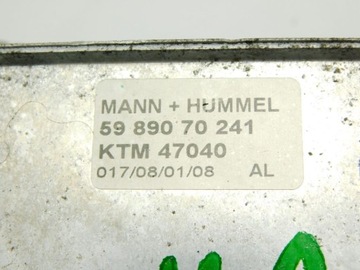 MANN + HUMMEL
59 890 70 241
KTM 47040
017/08/01/08 AL